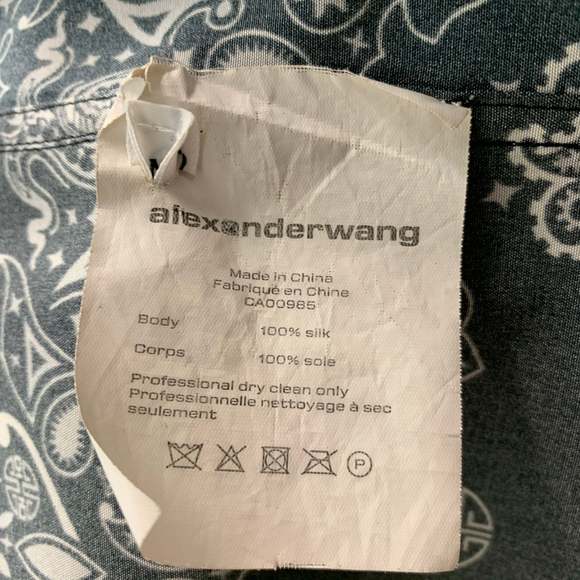 alexanderwang
Made in China
Fabriqué en Chine
CA00985
Body 100% silk
Corps 100% soie
Professional dry clean only
Professionnelle nettoyage à sec
seulement
P